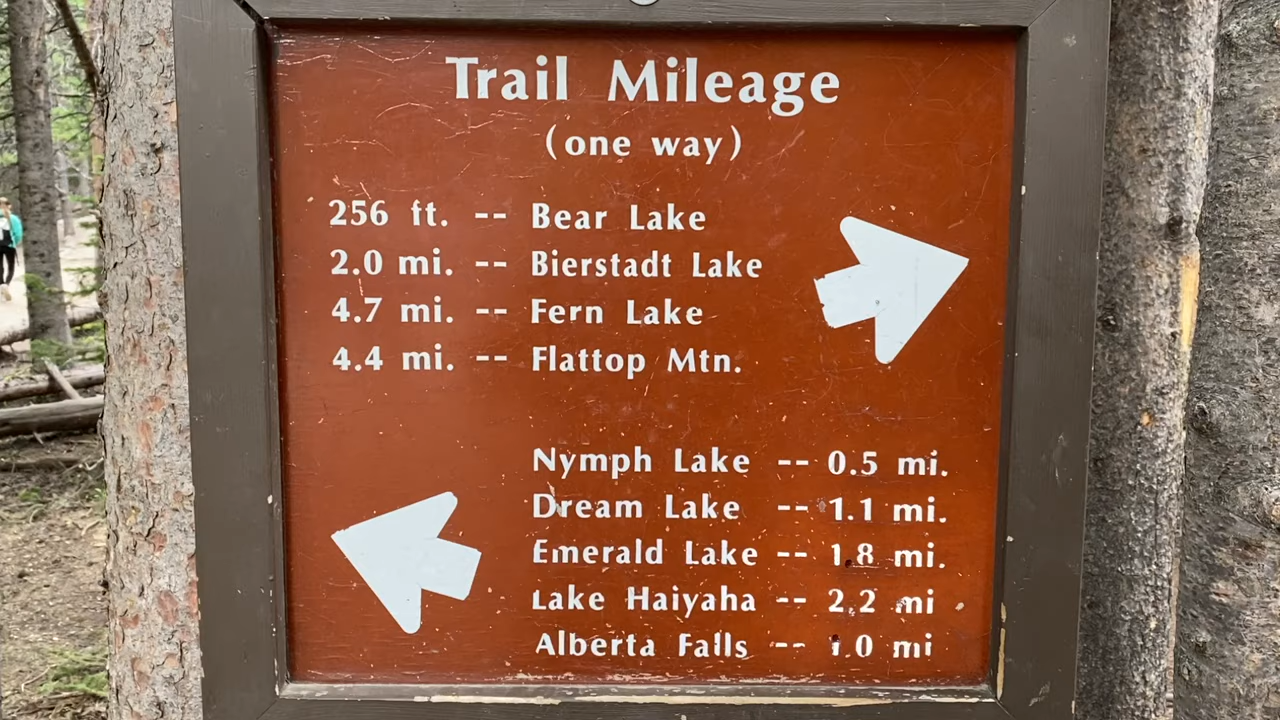 Trail Mileage
(one way)
256 ft. -- Bear Lake
2.0 mi. -- Bierstadt Lake
4.7 mi. -- Fern Lake
4.4 mi. -- Flattop Mtn.
Nymph Lake -- 0.5 mi.
Dream Lake -- 1.1 mi.
Emerald Lake -- 1.8 mi.
Lake Haiyaha -- 2.2 mi
Alberta Falls -- 1.0 mi